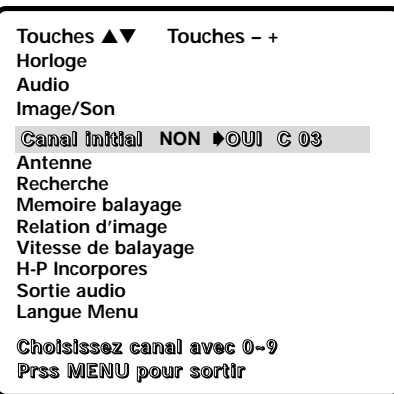 Touches ▲▼ Touches – +
Horloge
Audio
Image/Son
Canal initial NON ➧OUI C 03
Antenne
Recherche
Memoire balayage
Relation d'image
Vitesse de balayage
H-P Incorpores
Sortie audio
Langue Menu
Choisissez canal avec 0~9
Prss MENU pour sortir